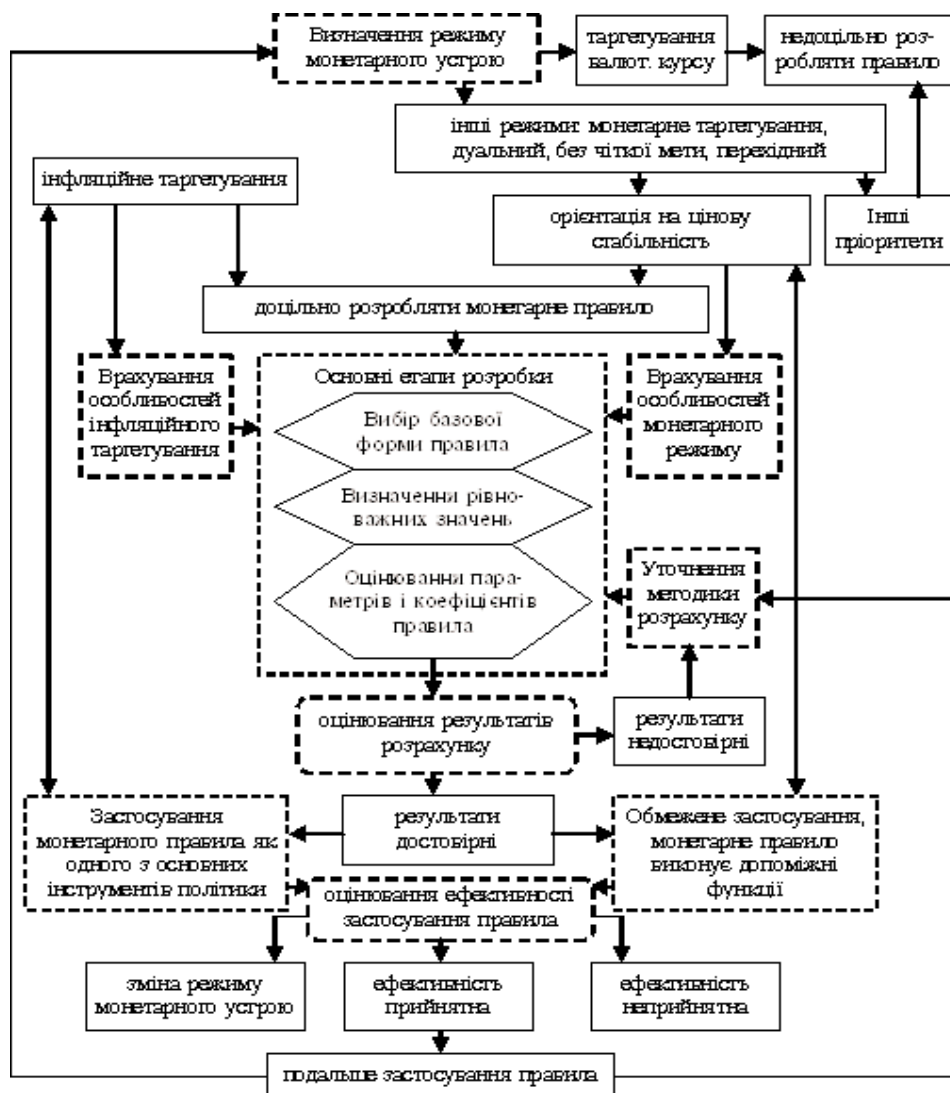 Визначення режиму
монетарного устрою
таргетування
валют. курсу
недоцільно роз-
робляти правило
інші режими: монетарне таргетування,
дуальний, без чіткої мети, перехідний
інфляційне таргетування
орієнтація на цінову
стабільність
Інші
пріоритети
доцільно розробляти монетарне правило
Врахування
особливостей
інфляційного
таргетування
Основні етапи розробки
Вибір базової
форми правила
Визначення рівно-
важних значень
Оцінювання пара-
метрів і коефіцієнтів
правила
Врахування
особливостей
монетарного
режиму
Уточнення
методики
розрахунку
оцінювання результатів
розрахунку
результати
недостовірні
Застосування
монетарного правила як
одного з основних
інструментів політики
результати
достовірні
Обмежене застосування,
монетарне правило
виконує допоміжні
функції
оцінювання ефективності
застосування правила
зміна режиму
монетарного устрою
ефективність
прийнятна
ефективність
неприйнятна
подальше застосування правила